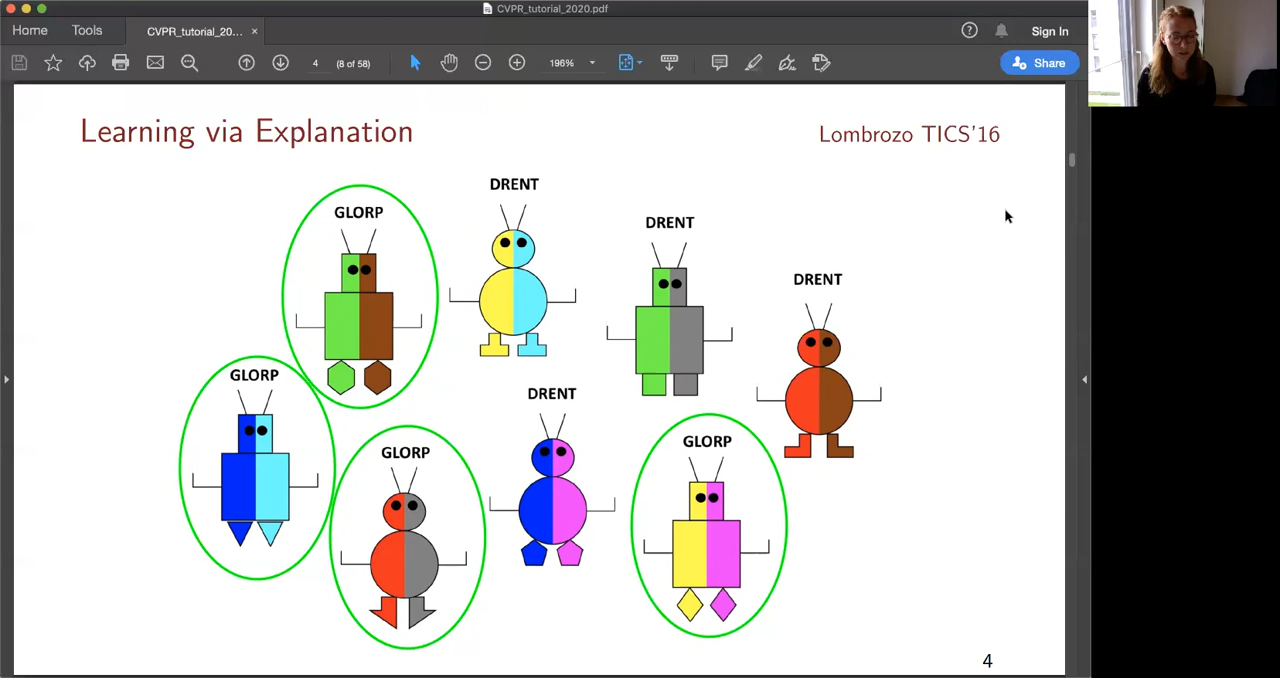 CVPR_tutorial_2020.pdf
Home
Tools
CVPR_tutorial_20...
Sign In
4
(8 of 58)
196%
Share
Learning via Explanation
Lombrozo TICS'16
DRENT
GLORP
DRENT
DRENT
GLORP
DRENT
GLORP
GLORP
4